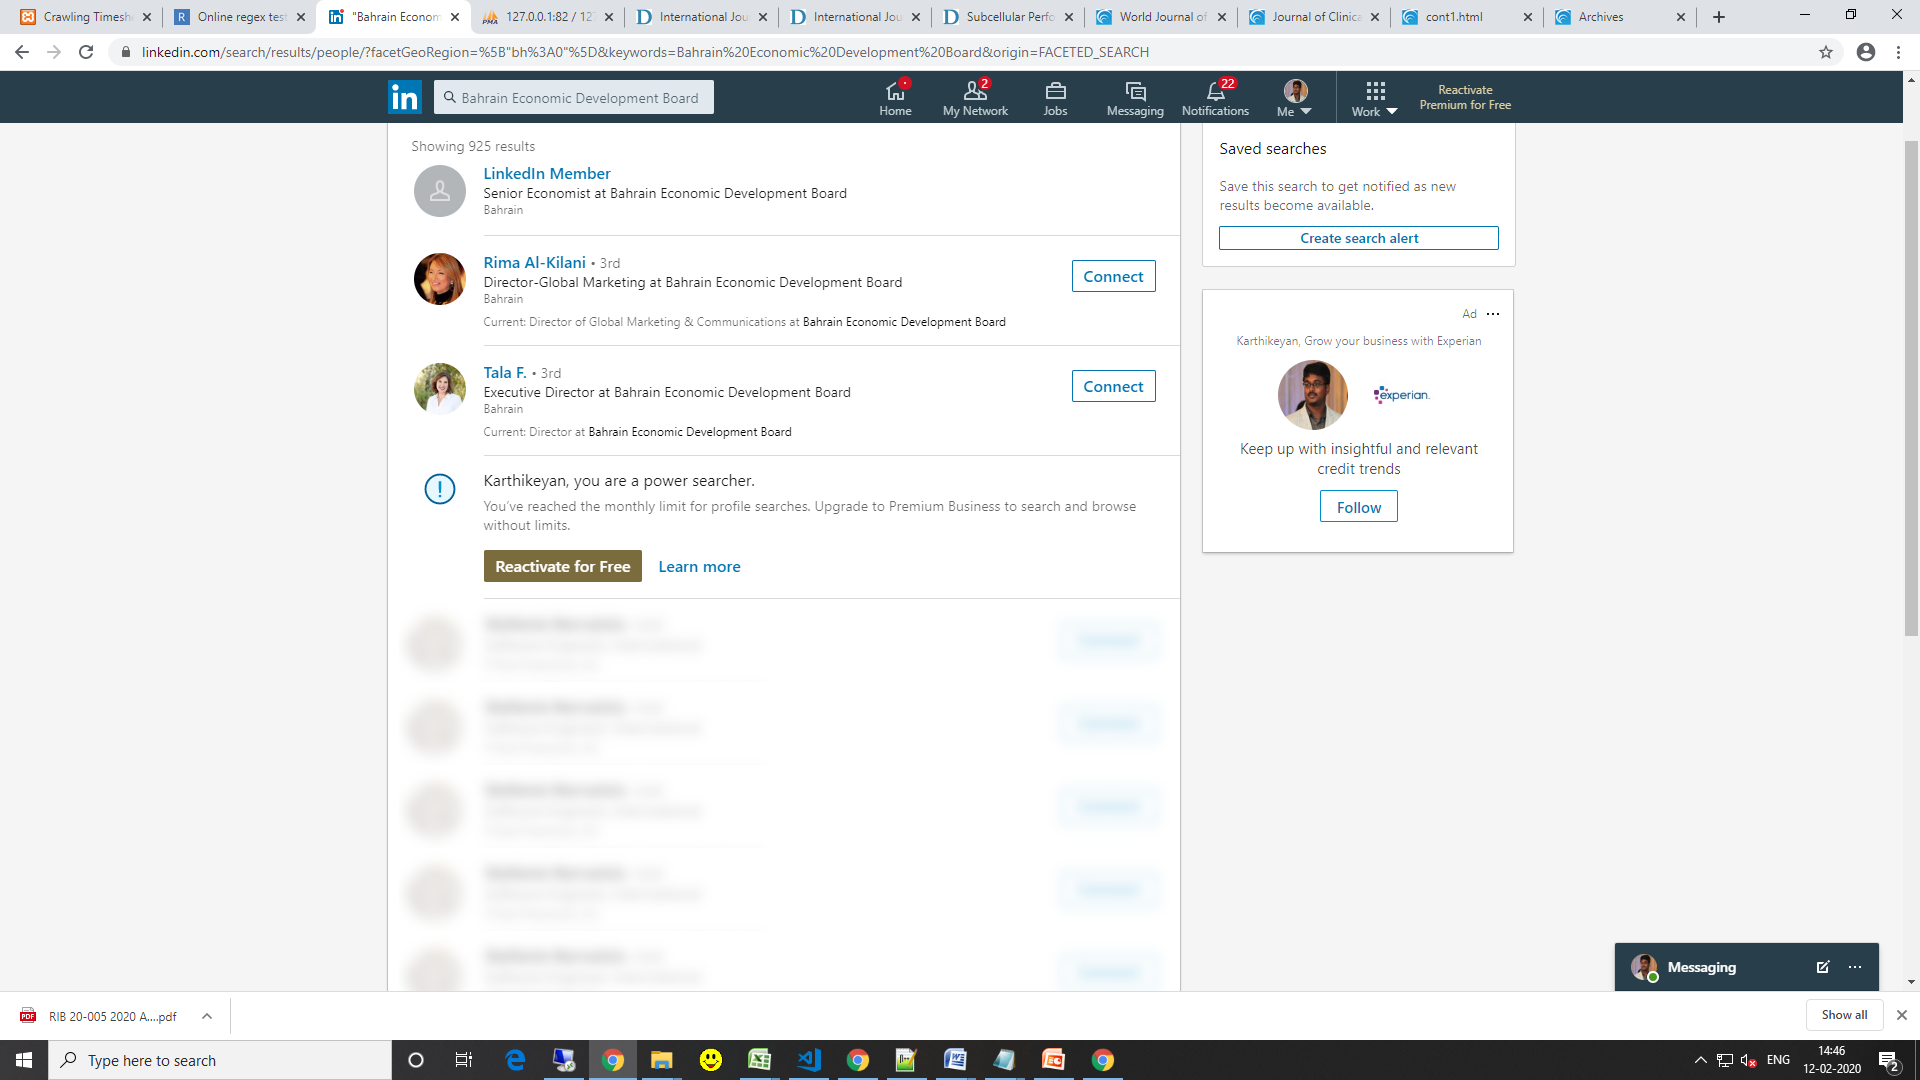 Crawling Timesh
Online regex test
"Bahrain Econom
127.0.0.1:82 / 127
International Jou
International Jou
Subcellular Perfo
World Journal of
Journal of Clinica
cont1.html
Archives
linkedin.com/search/results/people/?facetGeoRegion=%5B"bh%3A0"%5D&keywords=Bahrain%20Economic%20Development%20Board&origin=FACETED_SEARCH
in
Bahrain Economic Development Board
Home
2
My Network
Jobs
Messaging
22
Notifications
Me
Work
Reactivate
Premium for Free
Showing 925 results
LinkedIn Member
Senior Economist at Bahrain Economic Development Board
Bahrain
Rima Al-Kilani • 3rd
Director-Global Marketing at Bahrain Economic Development Board
Bahrain
Current: Director of Global Marketing & Communications at Bahrain Economic Development Board
Connect
Tala F. • 3rd
Executive Director at Bahrain Economic Development Board
Bahrain
Current: Director at Bahrain Economic Development Board
Connect
Karthikeyan, you are a power searcher.
You've reached the monthly limit for profile searches. Upgrade to Premium Business to search and browse
without limits.
Reactivate for Free
Learn more
Saved searches
Save this search to get notified as new
results become available.
Create search alert
Ad
Karthikeyan, Grow your business with Experian
experian.
Keep up with insightful and relevant
credit trends
Follow
Messaging
RIB 20-005 2020 A....pdf
Show all
Type here to search
ENG
14:46
12-02-2020
2